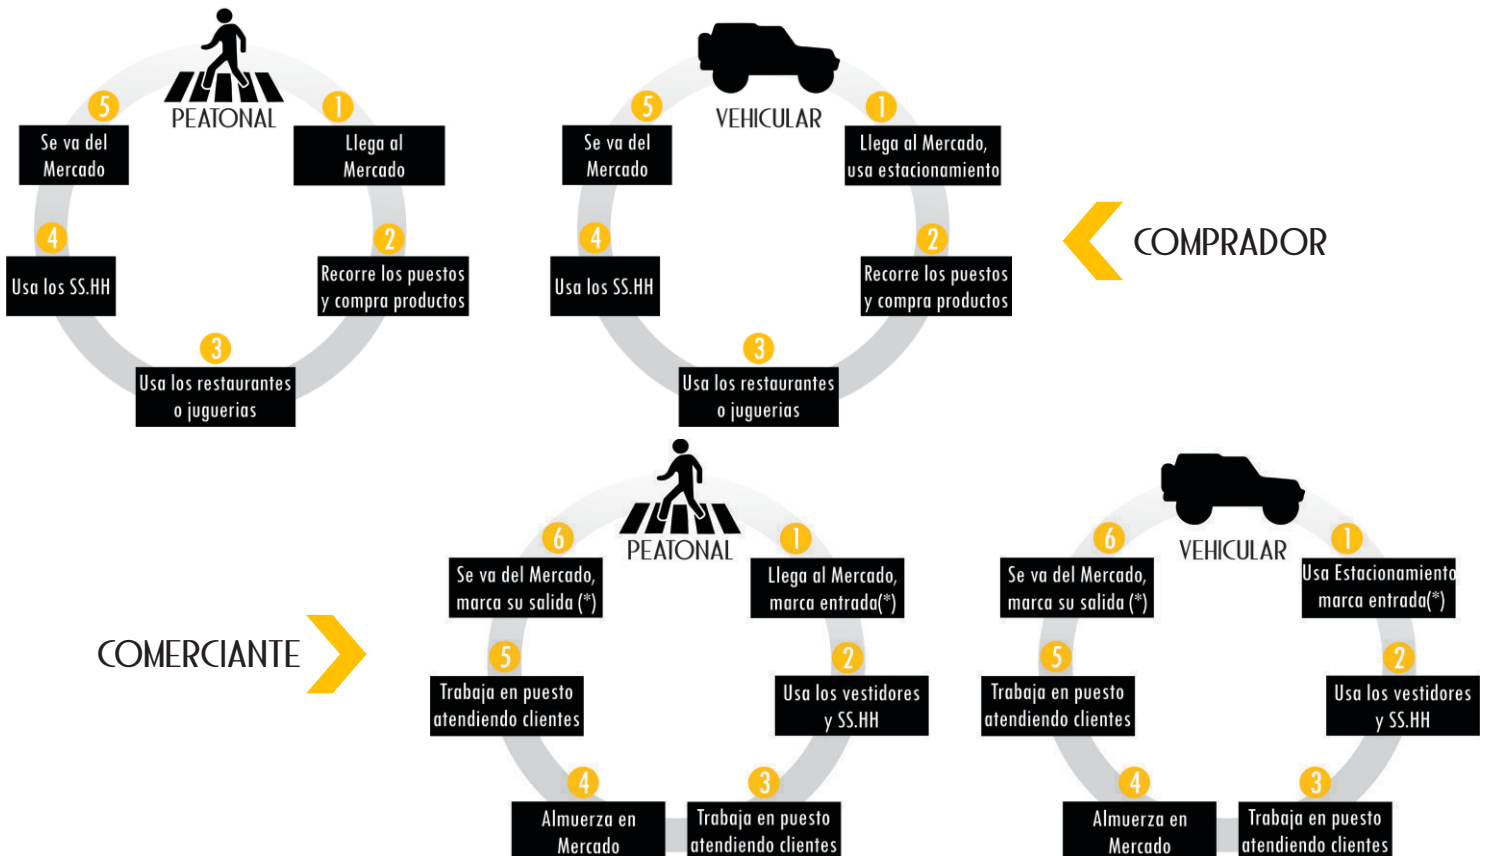 PEATONAL
1
Llega al
Mercado
2
Recorre los puestos
y compra productos
3
Usa los restaurantes
o juguerias
4
Usa los SS.HH
5
Se va del
Mercado
VEHICULAR
1
Llega al Mercado,
usa estacionamiento
2
Recorre los puestos
y compra productos
3
Usa los restaurantes
o juguerias
4
Usa los SS.HH
5
Se va del
Mercado
COMPRADOR
COMERCIANTE
PEATONAL
1
Llega al Mercado,
marca entrada(*)
2
Usa los vestidores
y SS.HH
3
Trabaja en puesto
atendiendo clientes
4
Almuerza en
Mercado
5
Trabaja en puesto
atendiendo clientes
6
Se va del Mercado,
marca su salida (*)
VEHICULAR
1
Usa Estacionamiento
marca entrada(*)
2
Usa los vestidores
y SS.HH
3
Trabaja en puesto
atendiendo clientes
4
Almuerza en
Mercado
5
Trabaja en puesto
atendiendo clientes
6
Se va del Mercado,
marca su salida (*)